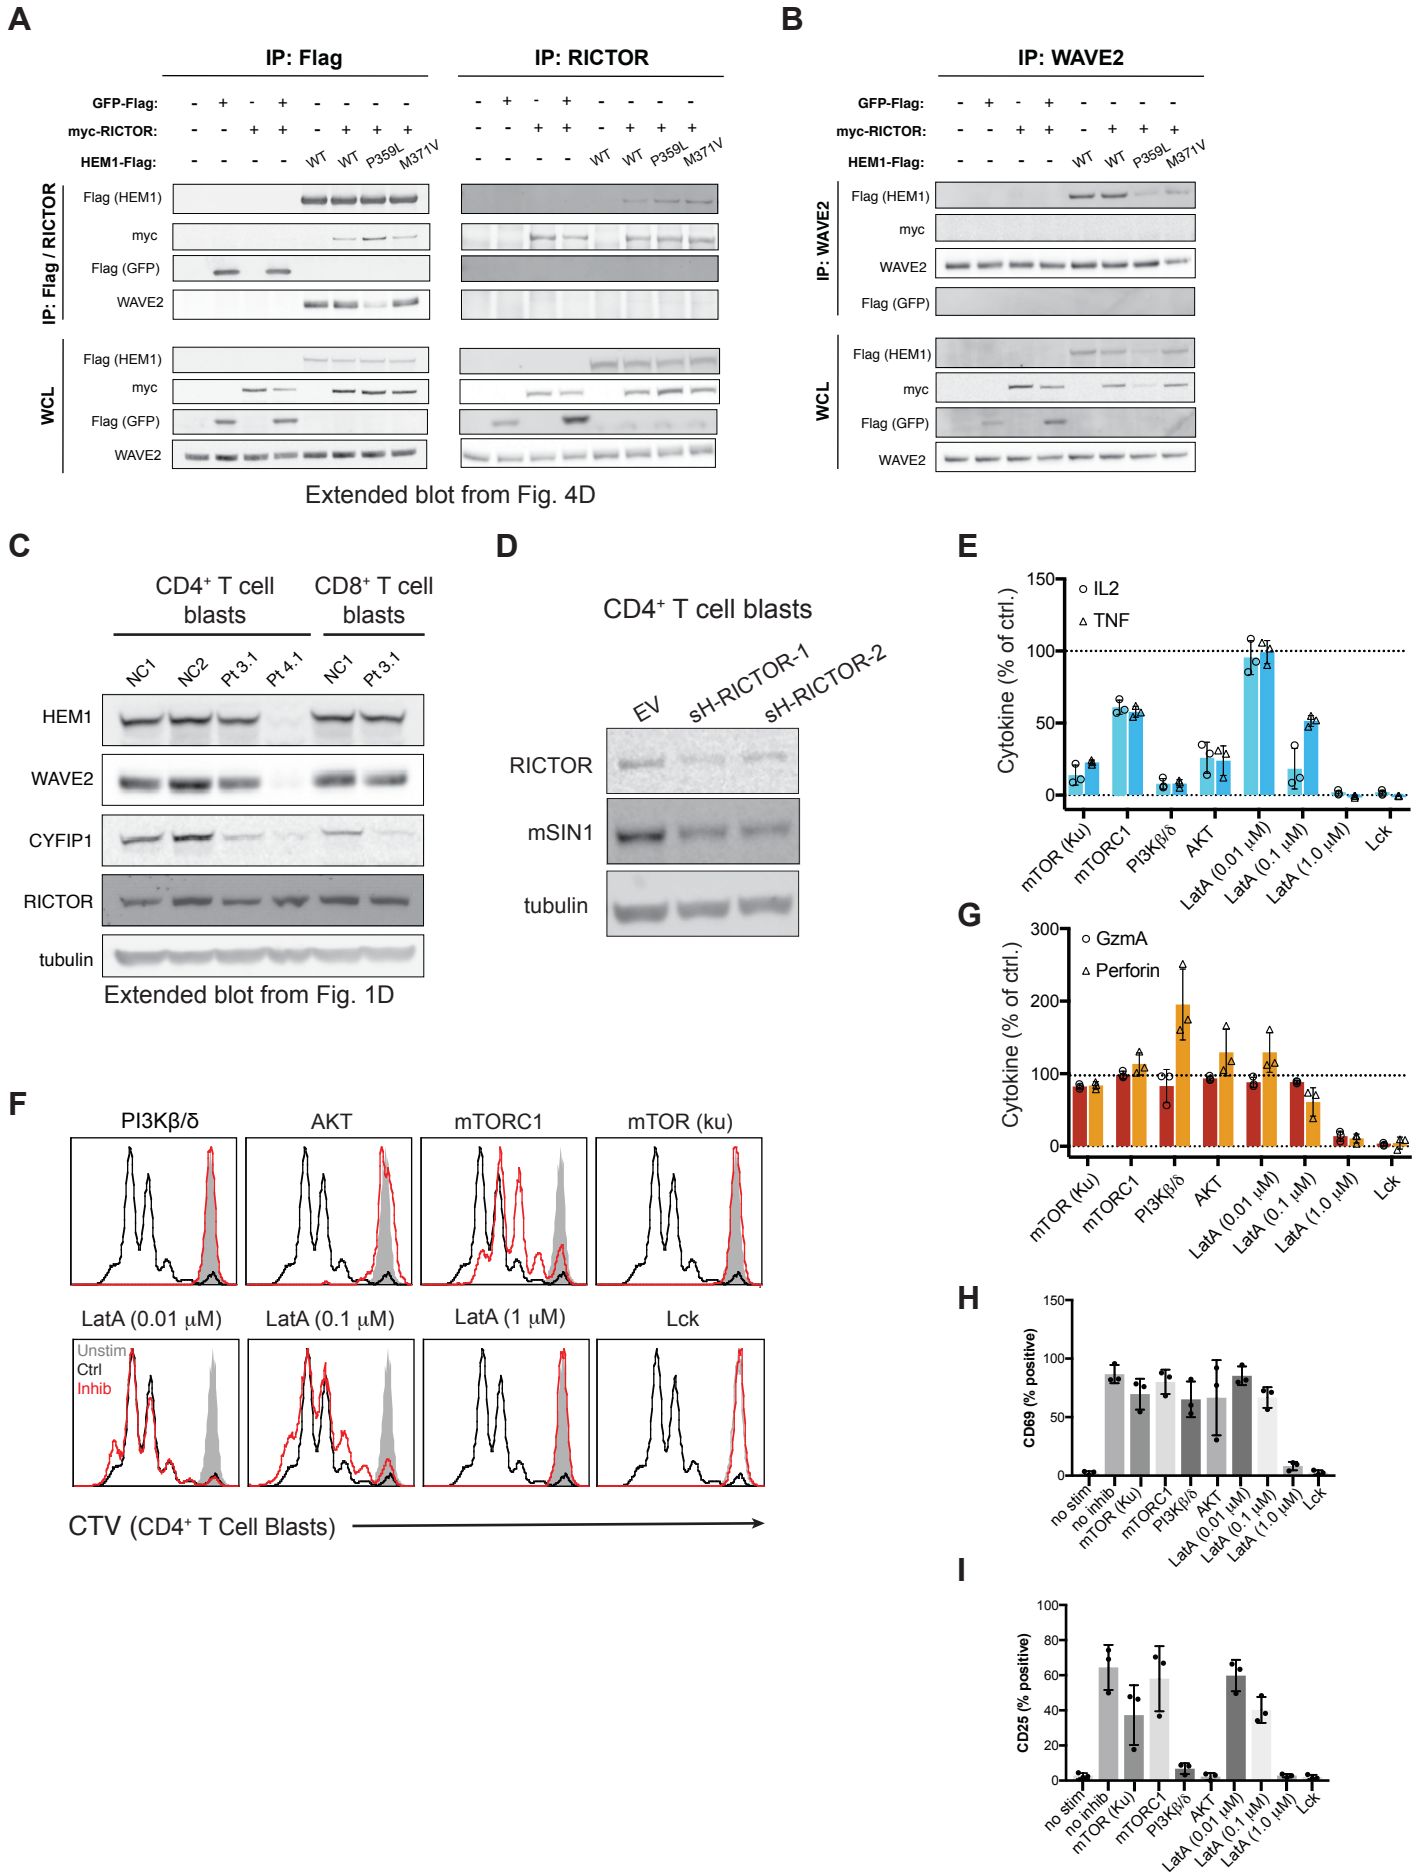 A
IP: Flag
IP: RICTOR
GFP-Flag: - + - + - - - - - + - + - - - -
myc-RICTOR: - - + + - + + + - - + + - + + +
HEM1-Flag: - - - - WT WT P359L M371V - - - - WT WT P359L M371V
IP: Flag / RICTOR
Flag (HEM1)
myc
Flag (GFP)
WAVE2
WCL
Flag (HEM1)
myc
Flag (GFP)
WAVE2
Extended blot from Fig. 4D
B
IP: WAVE2
GFP-Flag: - + - + - - - -
myc-RICTOR: - - + + - + + +
HEM1-Flag: - - - - WT WT P359L M371V
IP: WAVE2
Flag (HEM1)
myc
WAVE2
Flag (GFP)
WCL
Flag (HEM1)
myc
Flag (GFP)
WAVE2
C
CD4⁺ T cell
blasts
CD8⁺ T cell
blasts
NC1 NC2 Pt 3.1 Pt 4.1 NC1 Pt 3.1
HEM1
WAVE2
CYFIP1
RICTOR
tubulin
Extended blot from Fig. 1D
D
CD4⁺ T cell blasts
EV sH-RICTOR-1 sH-RICTOR-2
RICTOR
mSIN1
tubulin
E
Cytokine (% of ctrl.)
150
100
50
0
IL2
TNF
mTOR (Ku) mTORC1 PI3Kβ/δ AKT LatA (0.01 μM) LatA (0.1 μM) LatA (1.0 μM) Lck
F
PI3Kβ/δ AKT mTORC1 mTOR (ku)
LatA (0.01 μM) LatA (0.1 μM) LatA (1 μM) Lck
Unstim
Ctrl
Inhib
CTV (CD4⁺ T Cell Blasts)
G
Cytokine (% of ctrl.)
300
200
100
0
GzmA
Perforin
mTOR (Ku) mTORC1 PI3Kβ/δ AKT LatA (0.01 μM) LatA (0.1 μM) LatA (1.0 μM) Lck
H
CD69 (% positive)
150
100
50
0
no stim no inhib mTOR (Ku) mTORC1 PI3Kβ/δ AKT LatA (0.01 μM) LatA (0.1 μM) LatA (1.0 μM) Lck
I
CD25 (% positive)
100
80
60
40
20
0
no stim no inhib mTOR (Ku) mTORC1 PI3Kβ/δ AKT LatA (0.01 μM) LatA (0.1 μM) LatA (1.0 μM) Lck